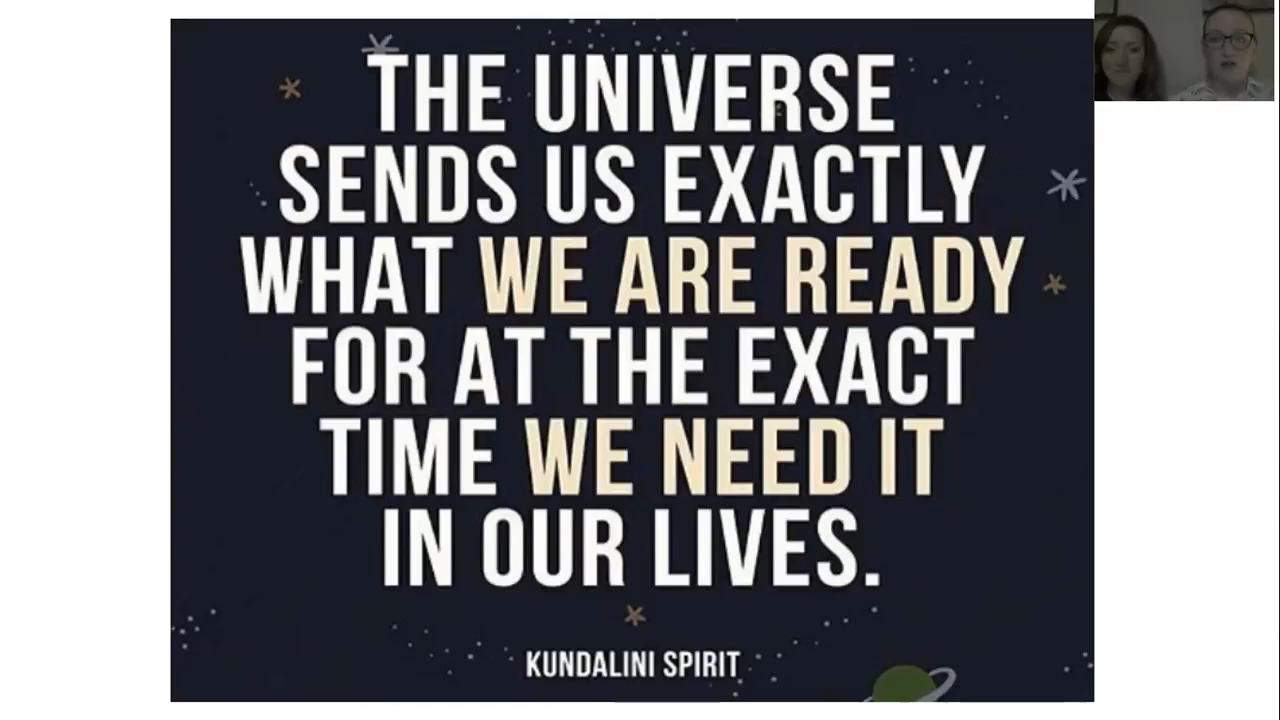 THE UNIVERSE
SENDS US EXACTLY
WHAT WE ARE READY
FOR AT THE EXACT
TIME WE NEED IT
IN OUR LIVES.
KUNDALINI SPIRIT